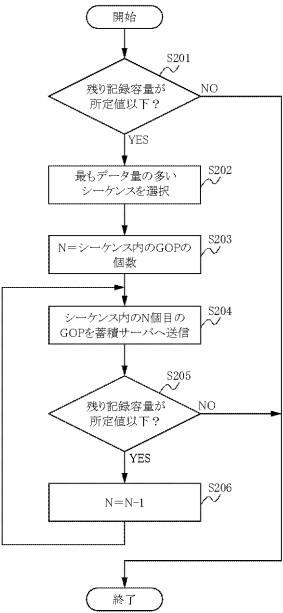 開始
S201
残り記録容量が
所定値以下?
NO
YES
S202
最もデータ量の多い
シーケンスを選択
S203
N=シーケンス内のGOPの
個数
S204
シーケンス内のN個目の
GOPを蓄積サーバへ送信
S205
残り記録容量が
所定値以下?
NO
YES
S206
N=N-1
終了